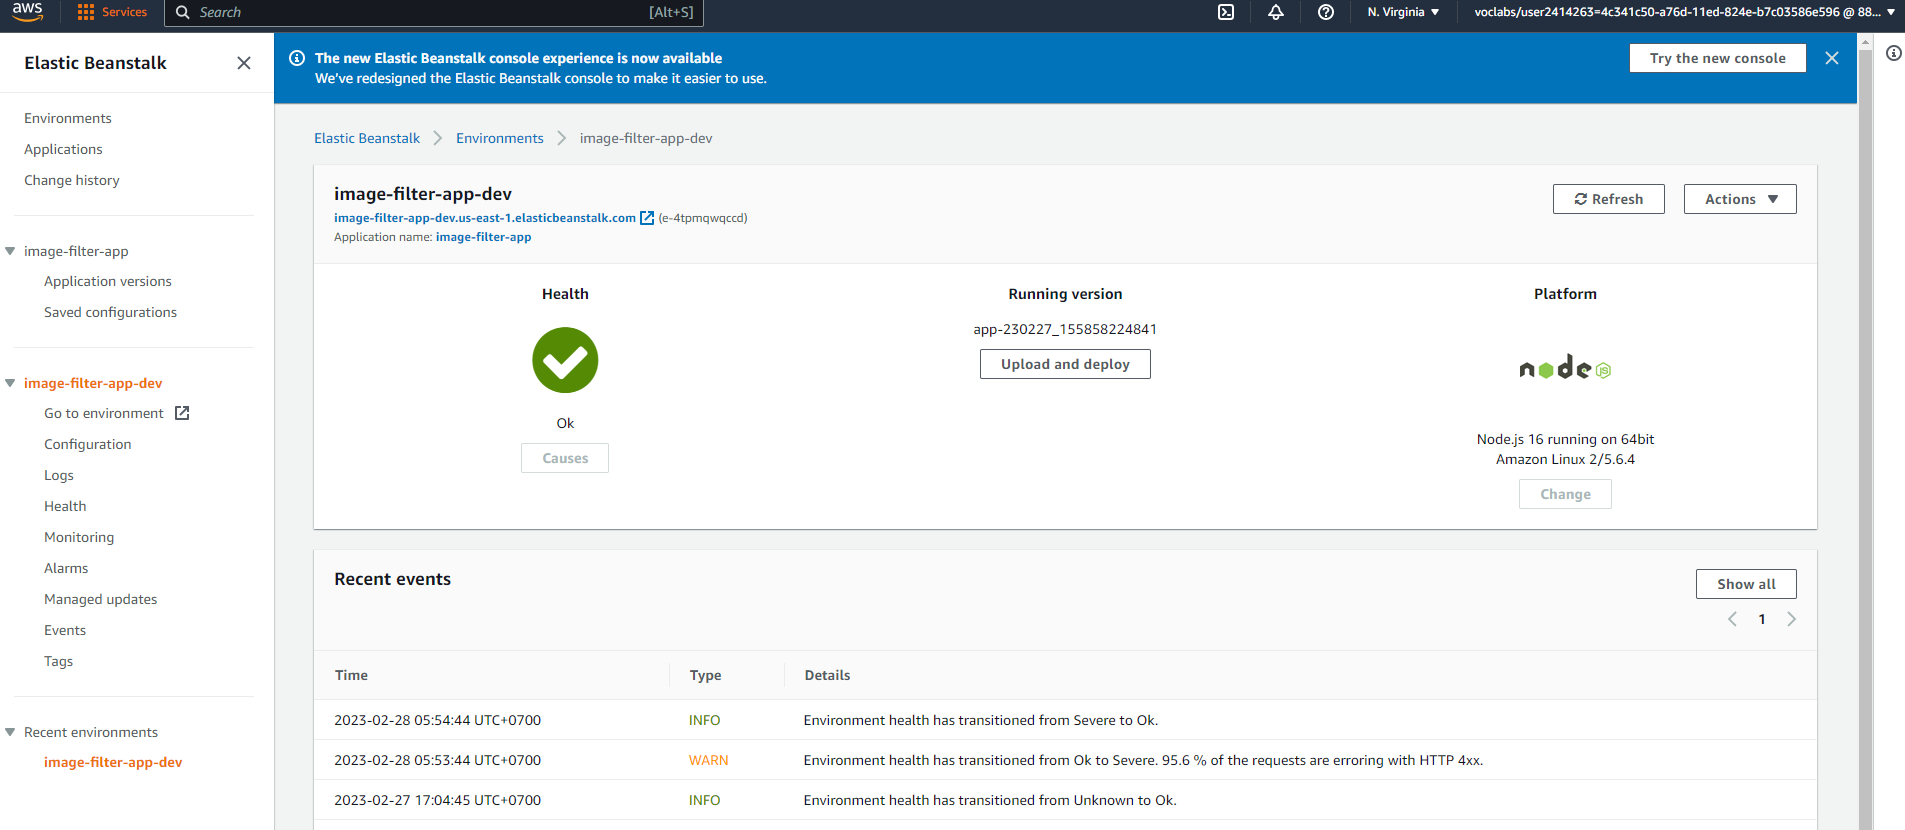 aws
Services
Search
[Alt+S]
N. Virginia
voclabs/user2414263=4c341c50-a76d-11ed-824e-b7c03586e596 @ 88...
Elastic Beanstalk
Environments
Applications
Change history
image-filter-app
Application versions
Saved configurations
image-filter-app-dev
Go to environment
Configuration
Logs
Health
Monitoring
Alarms
Managed updates
Events
Tags
Recent environments
image-filter-app-dev
The new Elastic Beanstalk console experience is now available
We've redesigned the Elastic Beanstalk console to make it easier to use.
Try the new console
Elastic Beanstalk
Environments
image-filter-app-dev
image-filter-app-dev
image-filter-app-dev.us-east-1.elasticbeanstalk.com (e-4tpmqwqccd)
Application name: image-filter-app
Refresh
Actions
Health
Ok
Causes
Running version
app-230227_155858224841
Upload and deploy
Platform
node
JS
Node.js 16 running on 64bit
Amazon Linux 2/5.6.4
Change
Recent events
Show all
1
Time Type Details
2023-02-28 05:54:44 UTC+0700 INFO Environment health has transitioned from Severe to Ok.
2023-02-28 05:53:44 UTC+0700 WARN Environment health has transitioned from Ok to Severe. 95.6 % of the requests are erroring with HTTP 4xx.
2023-02-27 17:04:45 UTC+0700 INFO Environment health has transitioned from Unknown to Ok.